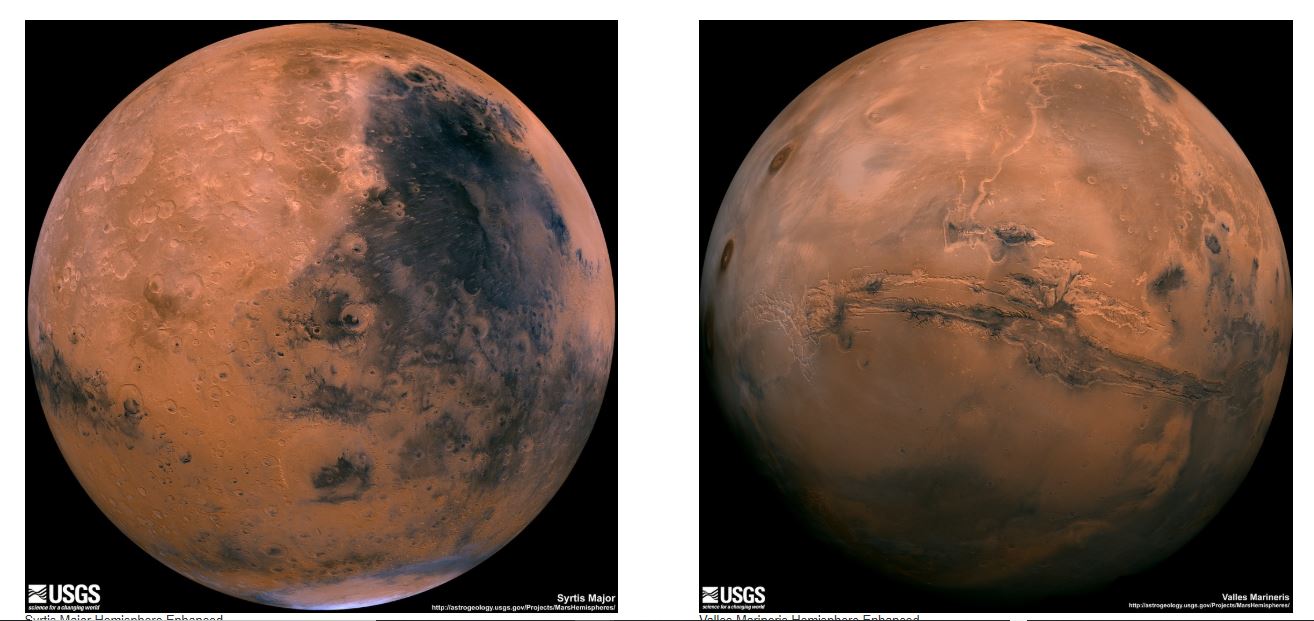 USGS
science for a changing world
Syrtis Major
http://astrogeology.usgs.gov/Projects/MarsHemispheres/
Syrtis Major Hemisphere Enhanced
USGS
science for a changing world
Valles Marineris
http://astrogeology.usgs.gov/Projects/MarsHemispheres/
Valles Marineris Hemisphere Enhanced